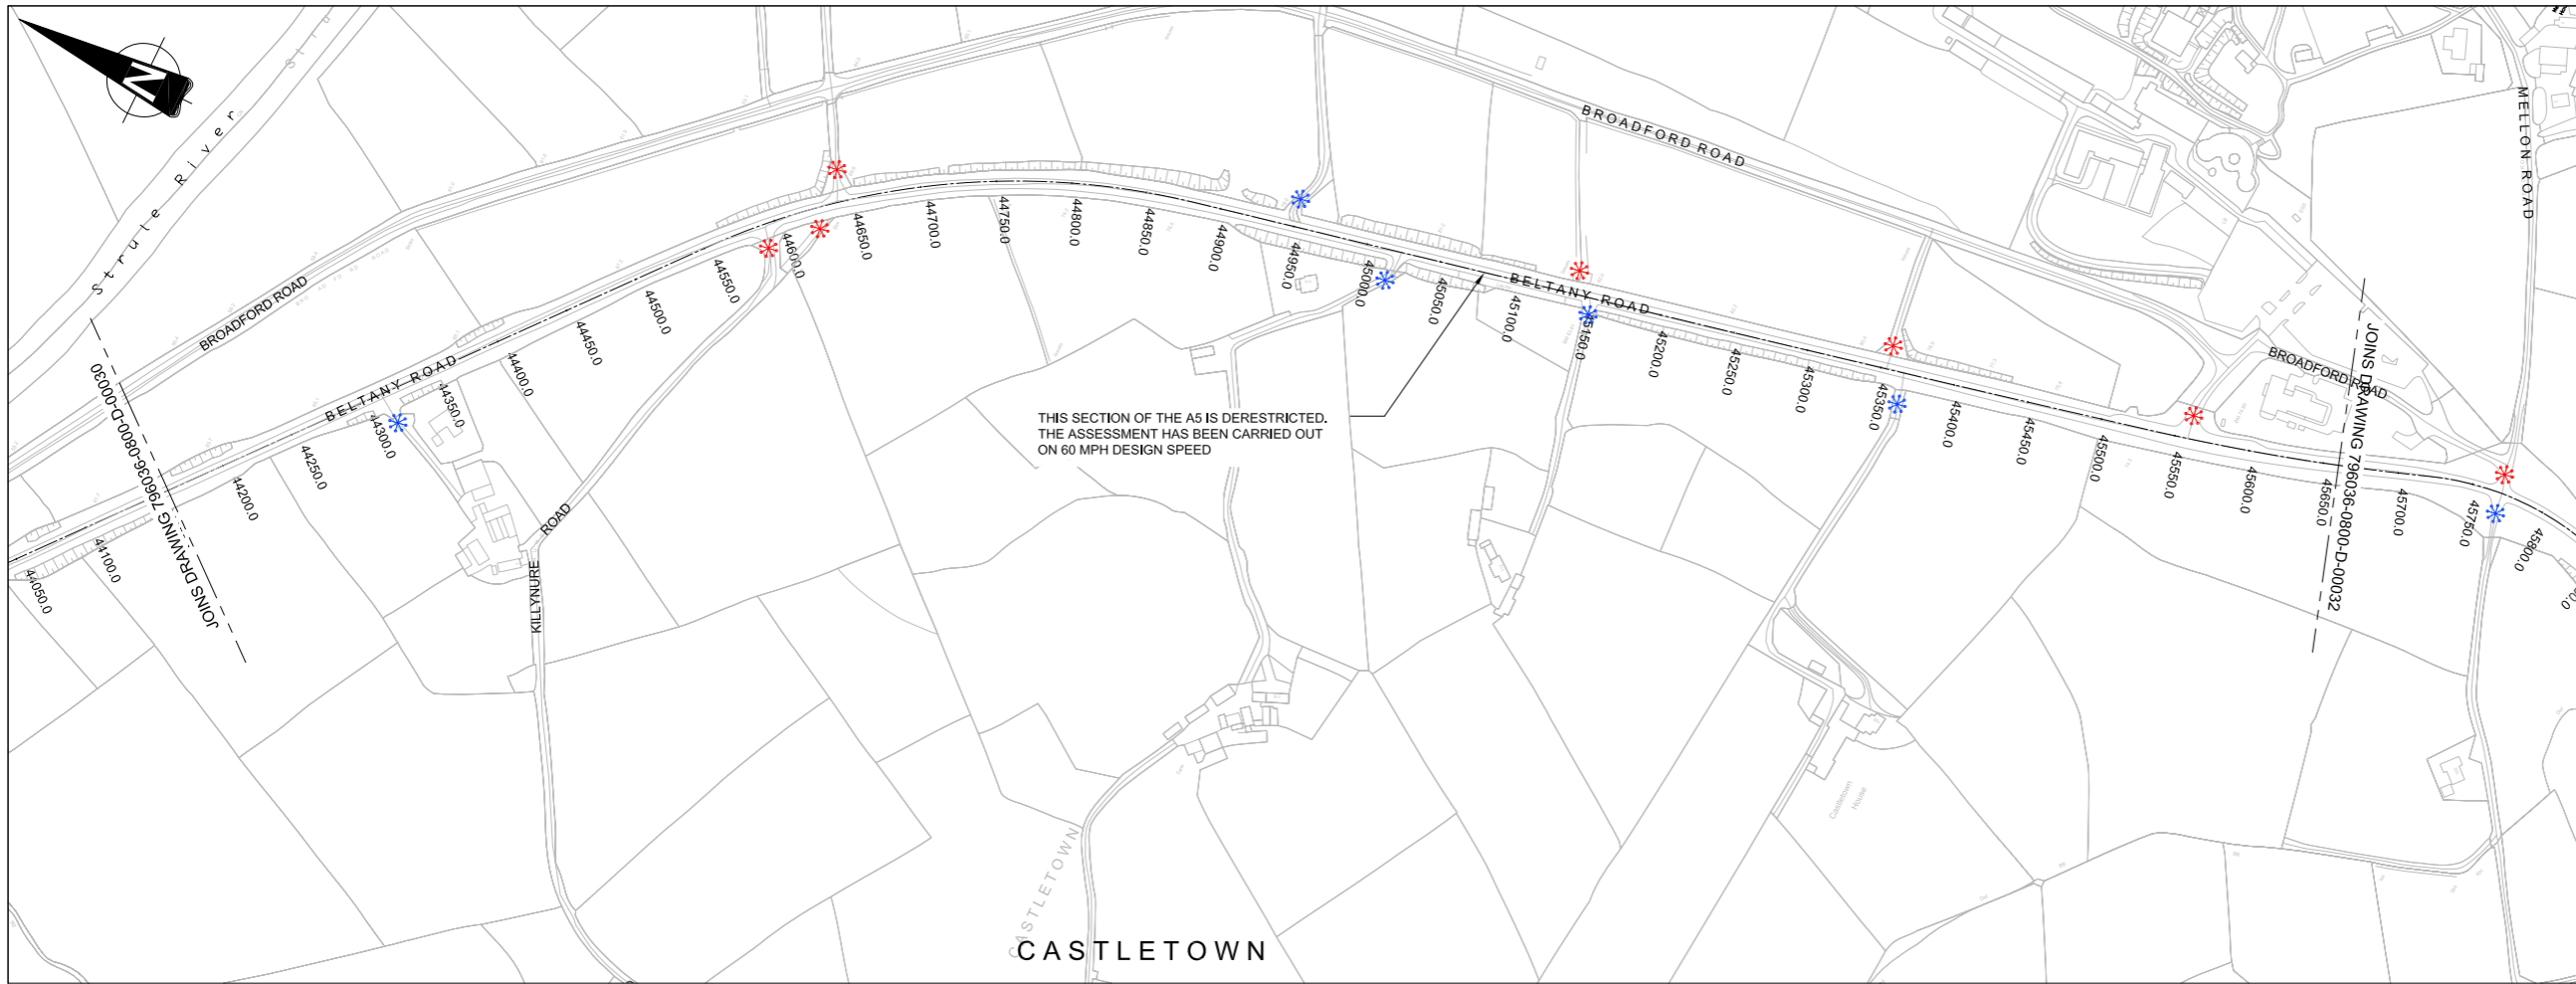 N
Strule River
BROADFORD ROAD
BROADFORD ROAD
MELLON ROAD
BELTANY ROAD
BELTANY ROAD
BROADFORD ROAD
JOINS DRAWING 796036-0800-D-00030
JOINS DRAWING 796036-0800-D-00032
44050.0
44100.0
44200.0
44250.0
44300.0
44350.0
44400.0
44450.0
44500.0
44550.0
44600.0
44650.0
44700.0
44750.0
44800.0
44850.0
44900.0
44950.0
45000.0
45050.0
45100.0
45150.0
45200.0
45250.0
45300.0
45350.0
45400.0
45450.0
45500.0
45550.0
45600.0
45650.0
45700.0
45750.0
45800.0
THIS SECTION OF THE A5 IS DERESTRICTED.
THE ASSESSMENT HAS BEEN CARRIED OUT
ON 60 MPH DESIGN SPEED
KILLYNURE
ROAD
Castletown
House
CASTLETOWN
CASTLETOWN